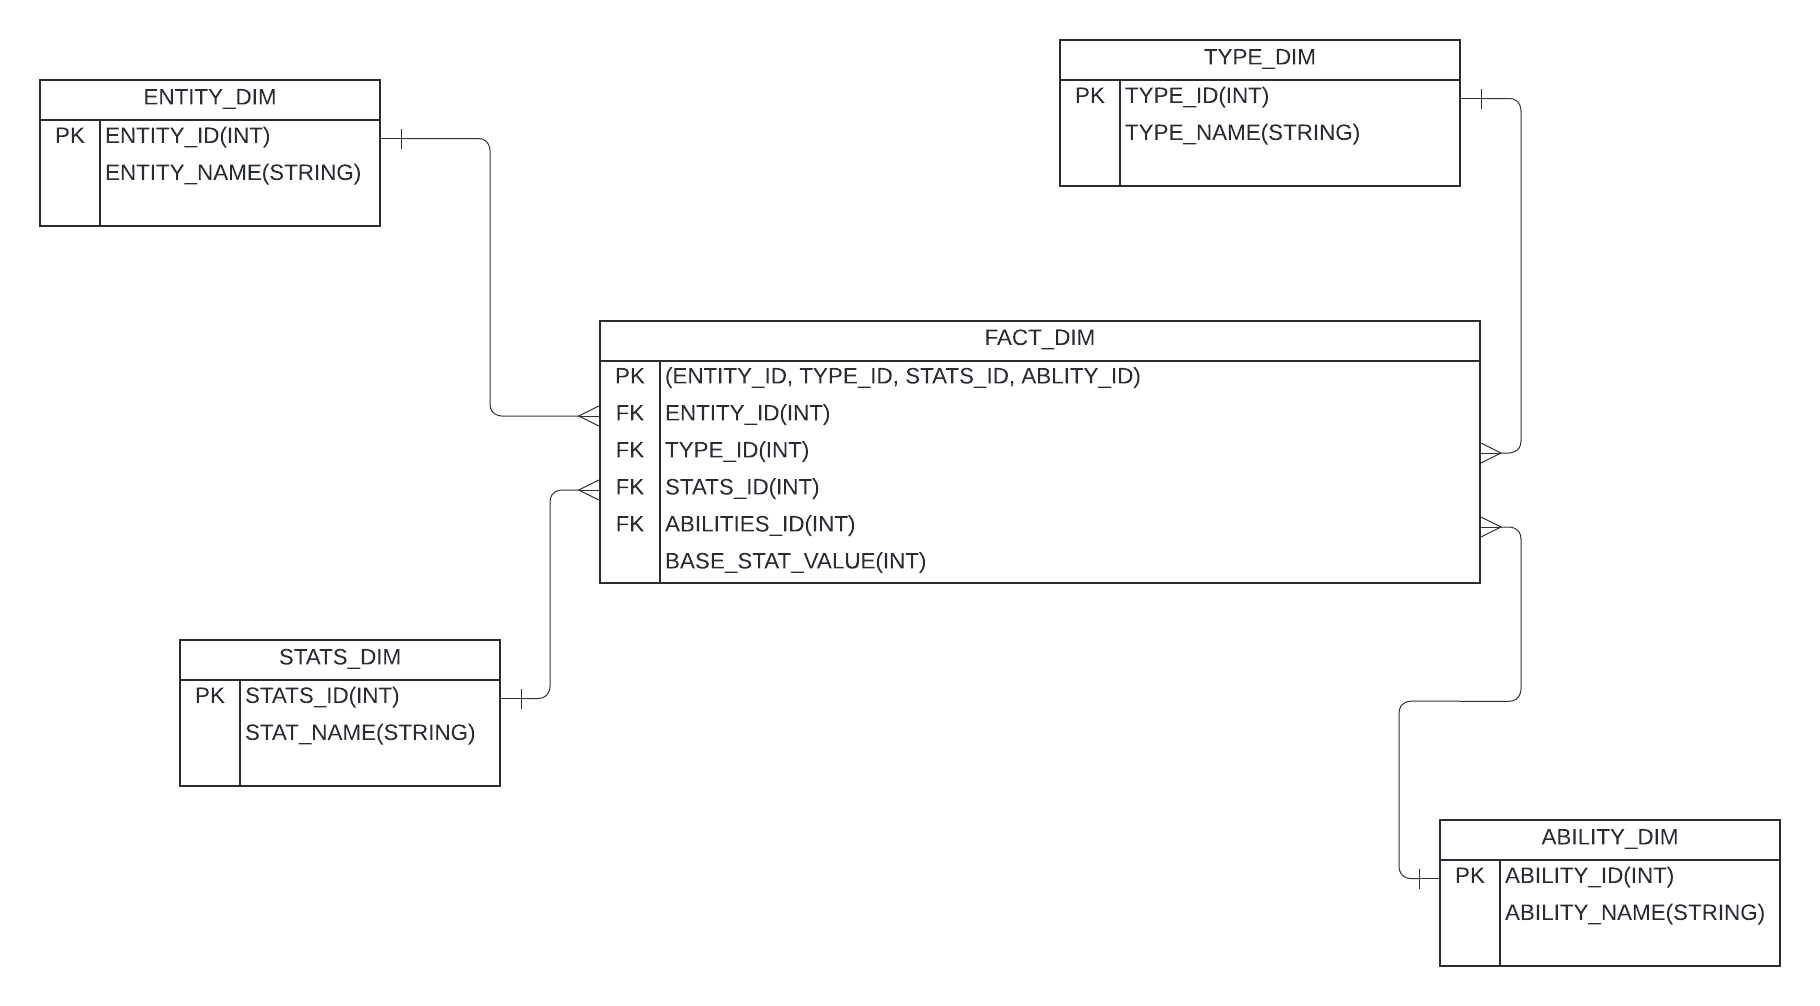 TYPE_DIM
PK TYPE_ID(INT)
TYPE_NAME(STRING)
ENTITY_DIM
PK ENTITY_ID(INT)
ENTITY_NAME(STRING)
FACT_DIM
PK (ENTITY_ID, TYPE_ID, STATS_ID, ABLITY_ID)
FK ENTITY_ID(INT)
FK TYPE_ID(INT)
FK STATS_ID(INT)
FK ABILITIES_ID(INT)
BASE_STAT_VALUE(INT)
STATS_DIM
PK STATS_ID(INT)
STAT_NAME(STRING)
ABILITY_DIM
PK ABILITY_ID(INT)
ABILITY_NAME(STRING)